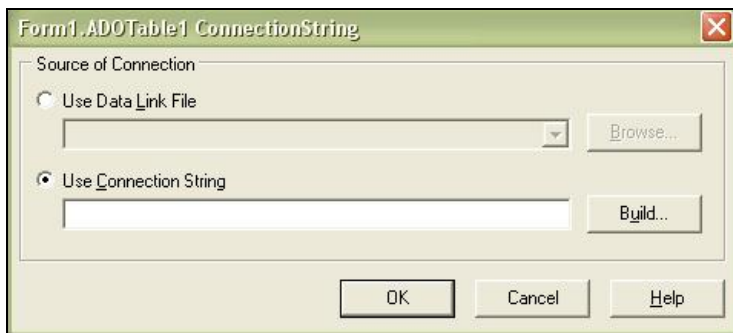 Form1.ADOTable1 ConnectionString
Source of Connection
Use Data Link File
Browse...
Use Connection String
Build...
OK Cancel Help